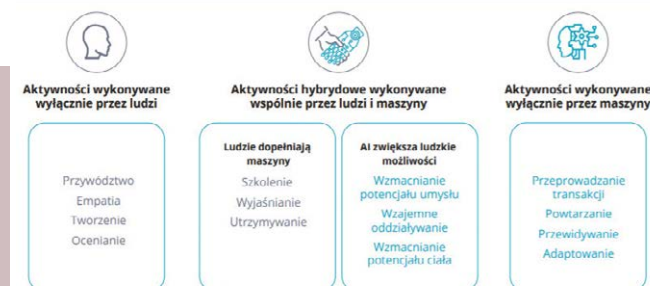 Aktywności wykonywane
wyłącznie przez ludzi
Przywództwo
Empatia
Tworzenie
Ocenianie
Aktywności hybrydowe wykonywane
wspólnie przez ludzi i maszyny
Ludzie dopełniają
maszyny
Szkolenie
Wyjaśnianie
Utrzymywanie
AI zwiększa ludzkie
możliwości
Wzmacnianie
potencjału umysłu
Wzajemne
oddziaływanie
Wzmacnianie
potencjału ciała
Aktywności wykonywane
wyłącznie przez maszyny
Przeprowadzanie
transakcji
Powtarzanie
Przewidywanie
Adaptowanie